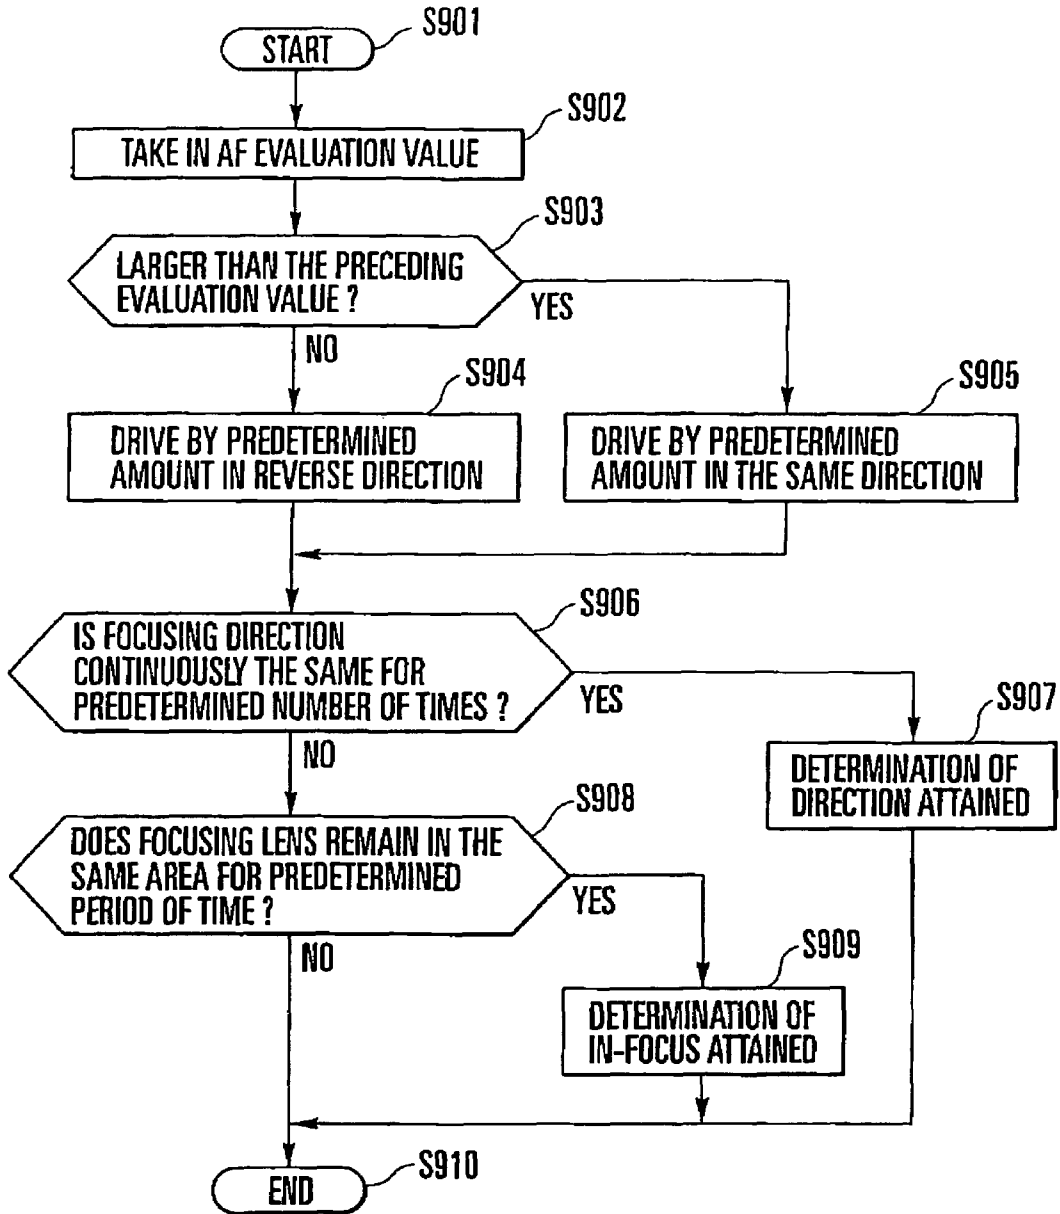 S901
START
S902
TAKE IN AF EVALUATION VALUE
S903
LARGER THAN THE PRECEDING
EVALUATION VALUE ?
YES
NO
S904
DRIVE BY PREDETERMINED
AMOUNT IN REVERSE DIRECTION
S905
DRIVE BY PREDETERMINED
AMOUNT IN THE SAME DIRECTION
S906
IS FOCUSING DIRECTION
CONTINUOUSLY THE SAME FOR
PREDETERMINED NUMBER OF TIMES ?
YES
NO
S907
DETERMINATION OF
DIRECTION ATTAINED
S908
DOES FOCUSING LENS REMAIN IN THE
SAME AREA FOR PREDETERMINED
PERIOD OF TIME ?
YES
NO
S909
DETERMINATION OF
IN-FOCUS ATTAINED
S910
END